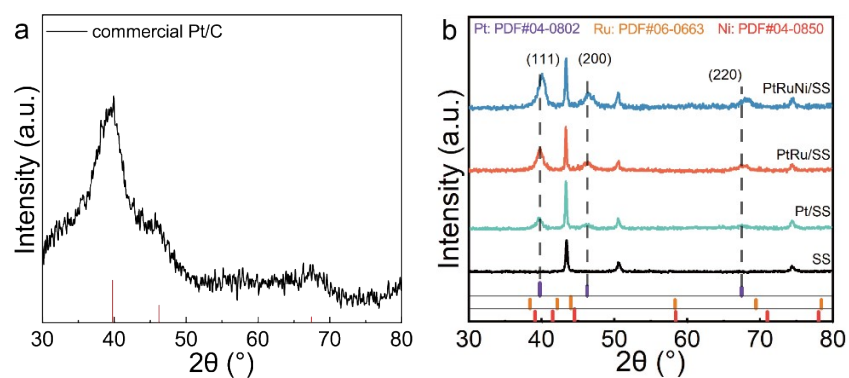 a
commercial Pt/C
Intensity (a.u.)
30 40 50 60 70 80
2θ (°)
b
Pt: PDF#04-0802 Ru: PDF#06-0663 Ni: PDF#04-0850
(111) (200)
(220)
PtRuNi/SS
PtRu/SS
Pt/SS
SS
Intensity (a.u.)
30 40 50 60 70 80
2θ (°)